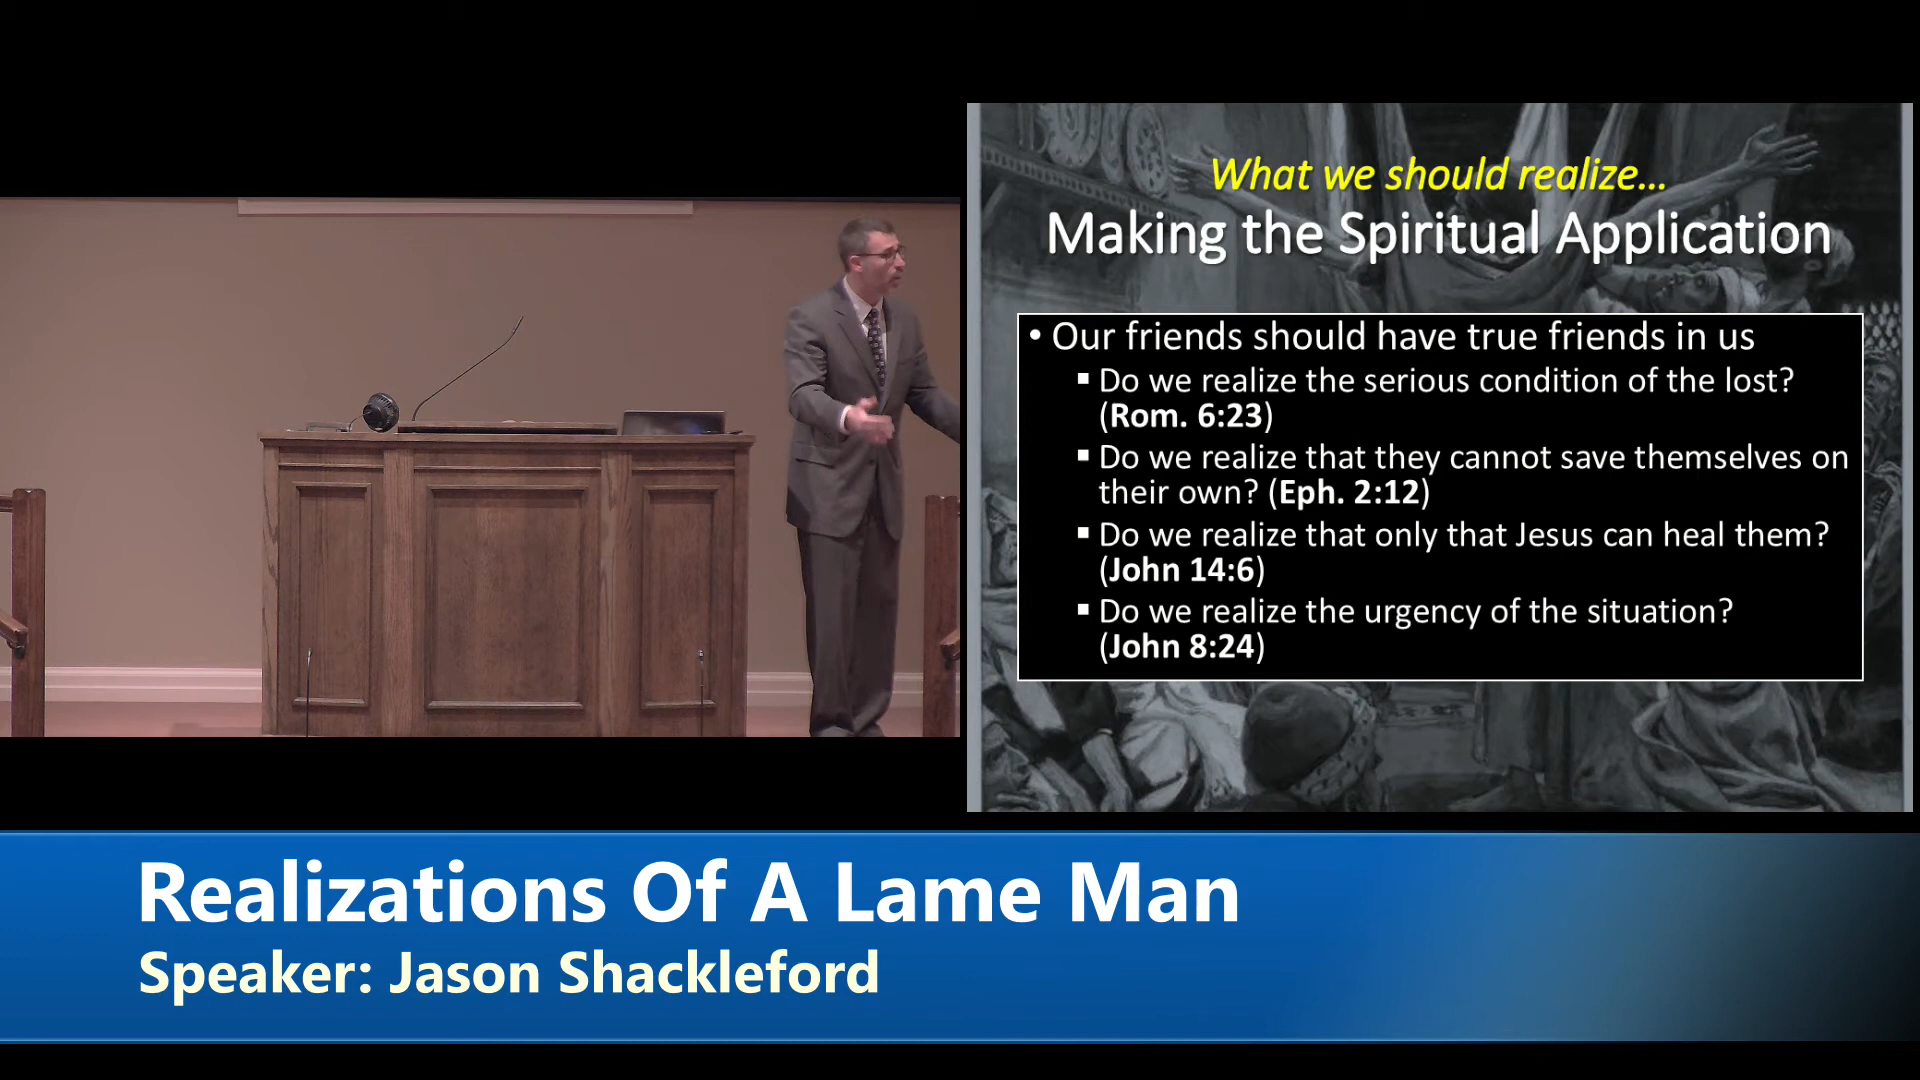 What we should realize...
Making the Spiritual Application
• Our friends should have true friends in us
▪ Do we realize the serious condition of the lost?
(Rom. 6:23)
▪ Do we realize that they cannot save themselves on
their own? (Eph. 2:12)
▪ Do we realize that only that Jesus can heal them?
(John 14:6)
▪ Do we realize the urgency of the situation?
(John 8:24)
Realizations Of A Lame Man
Speaker: Jason Shackleford